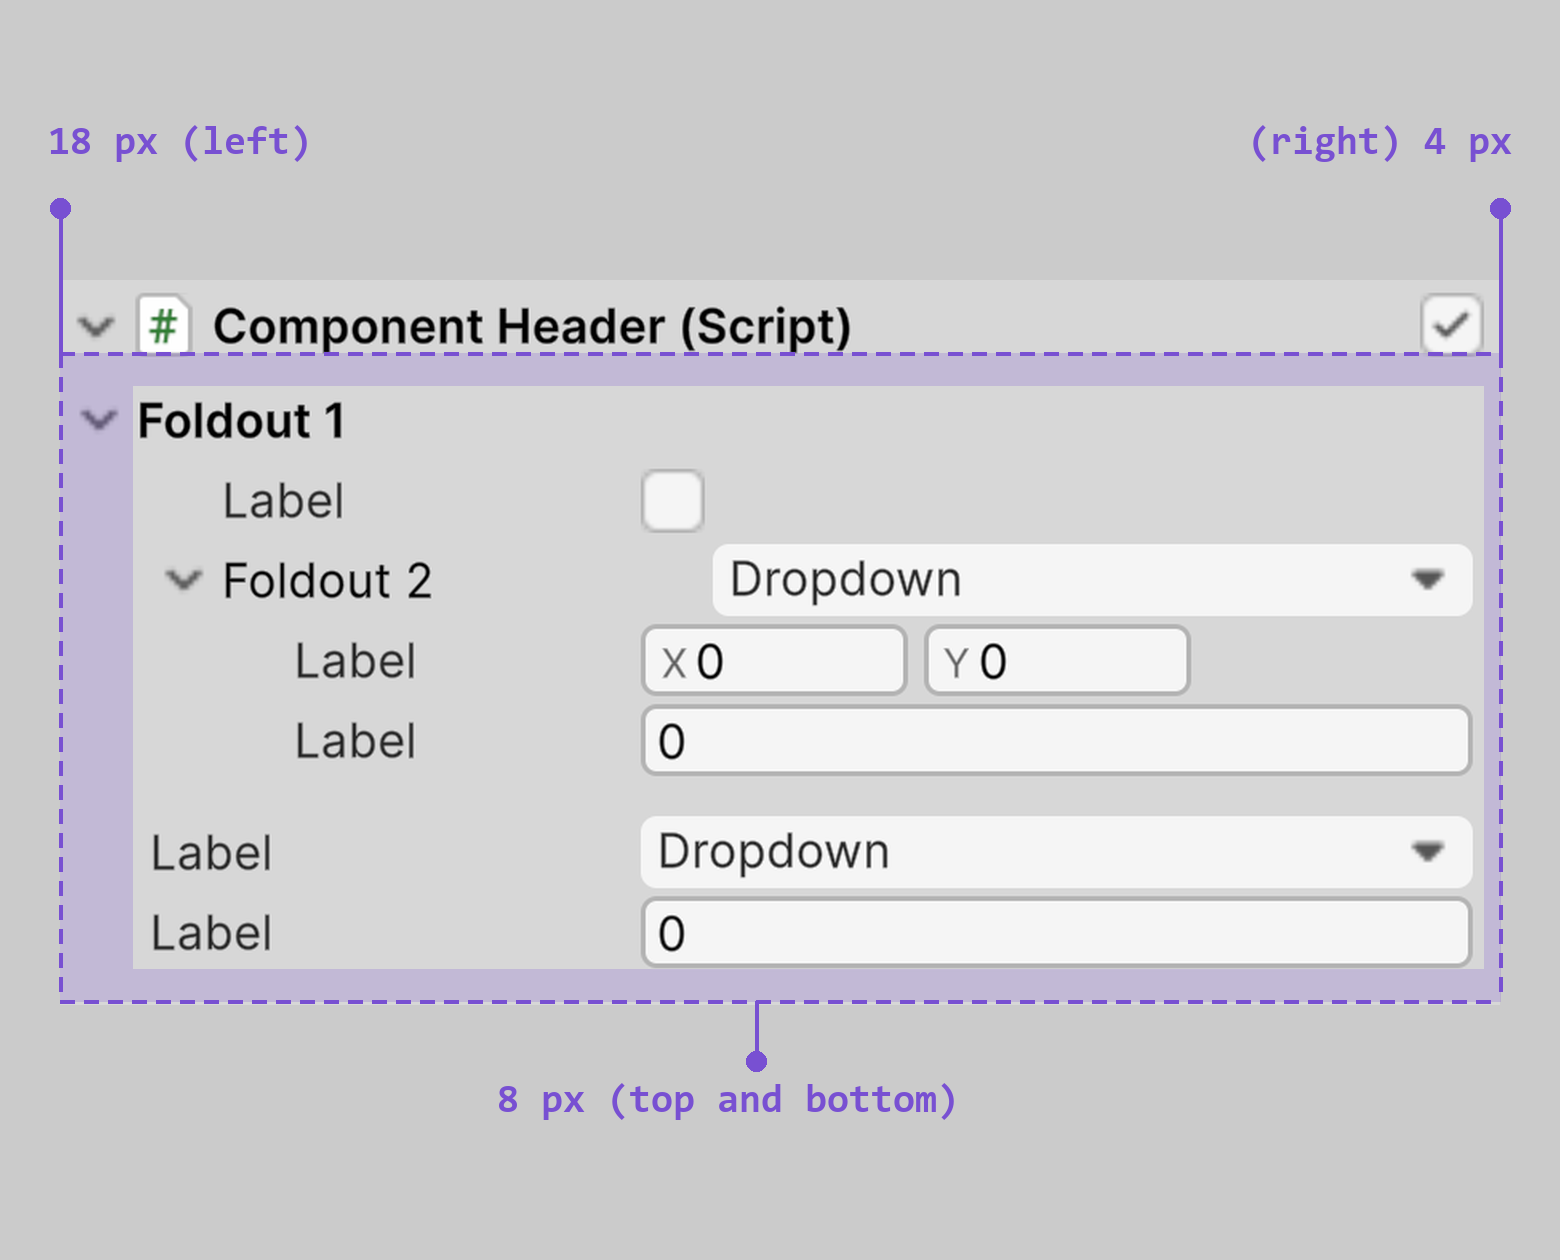 18 px (left)
(right) 4 px
# Component Header (Script)
Foldout 1
Label
Foldout 2 Dropdown
Label X 0 Y 0
Label 0
Label Dropdown
Label 0
8 px (top and bottom)